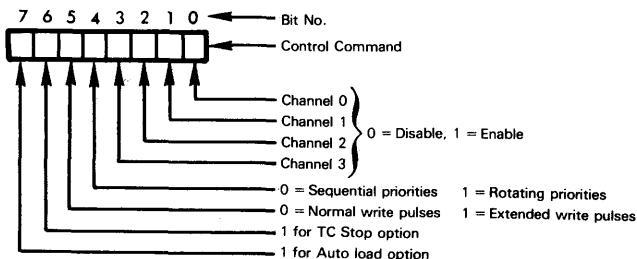 7 6 5 4 3 2 1 0 Bit No.
Control Command
Channel 0
Channel 1
Channel 2
Channel 3
0 = Disable, 1 = Enable
0 = Sequential priorities 1 = Rotating priorities
0 = Normal write pulses 1 = Extended write pulses
1 for TC Stop option
1 for Auto load option